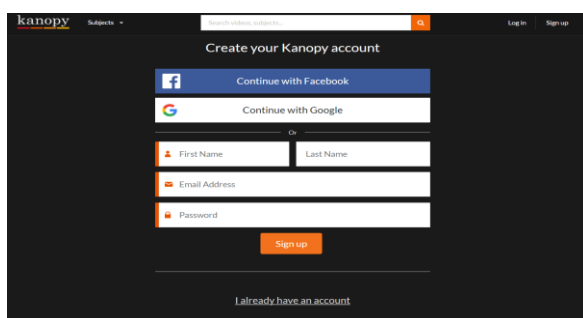 kanopy Subjects Search videos, subjects... Log in Sign up
Create your Kanopy account
f Continue with Facebook
G Continue with Google
Or
First Name Last Name
Email Address
Password
Sign up
I already have an account